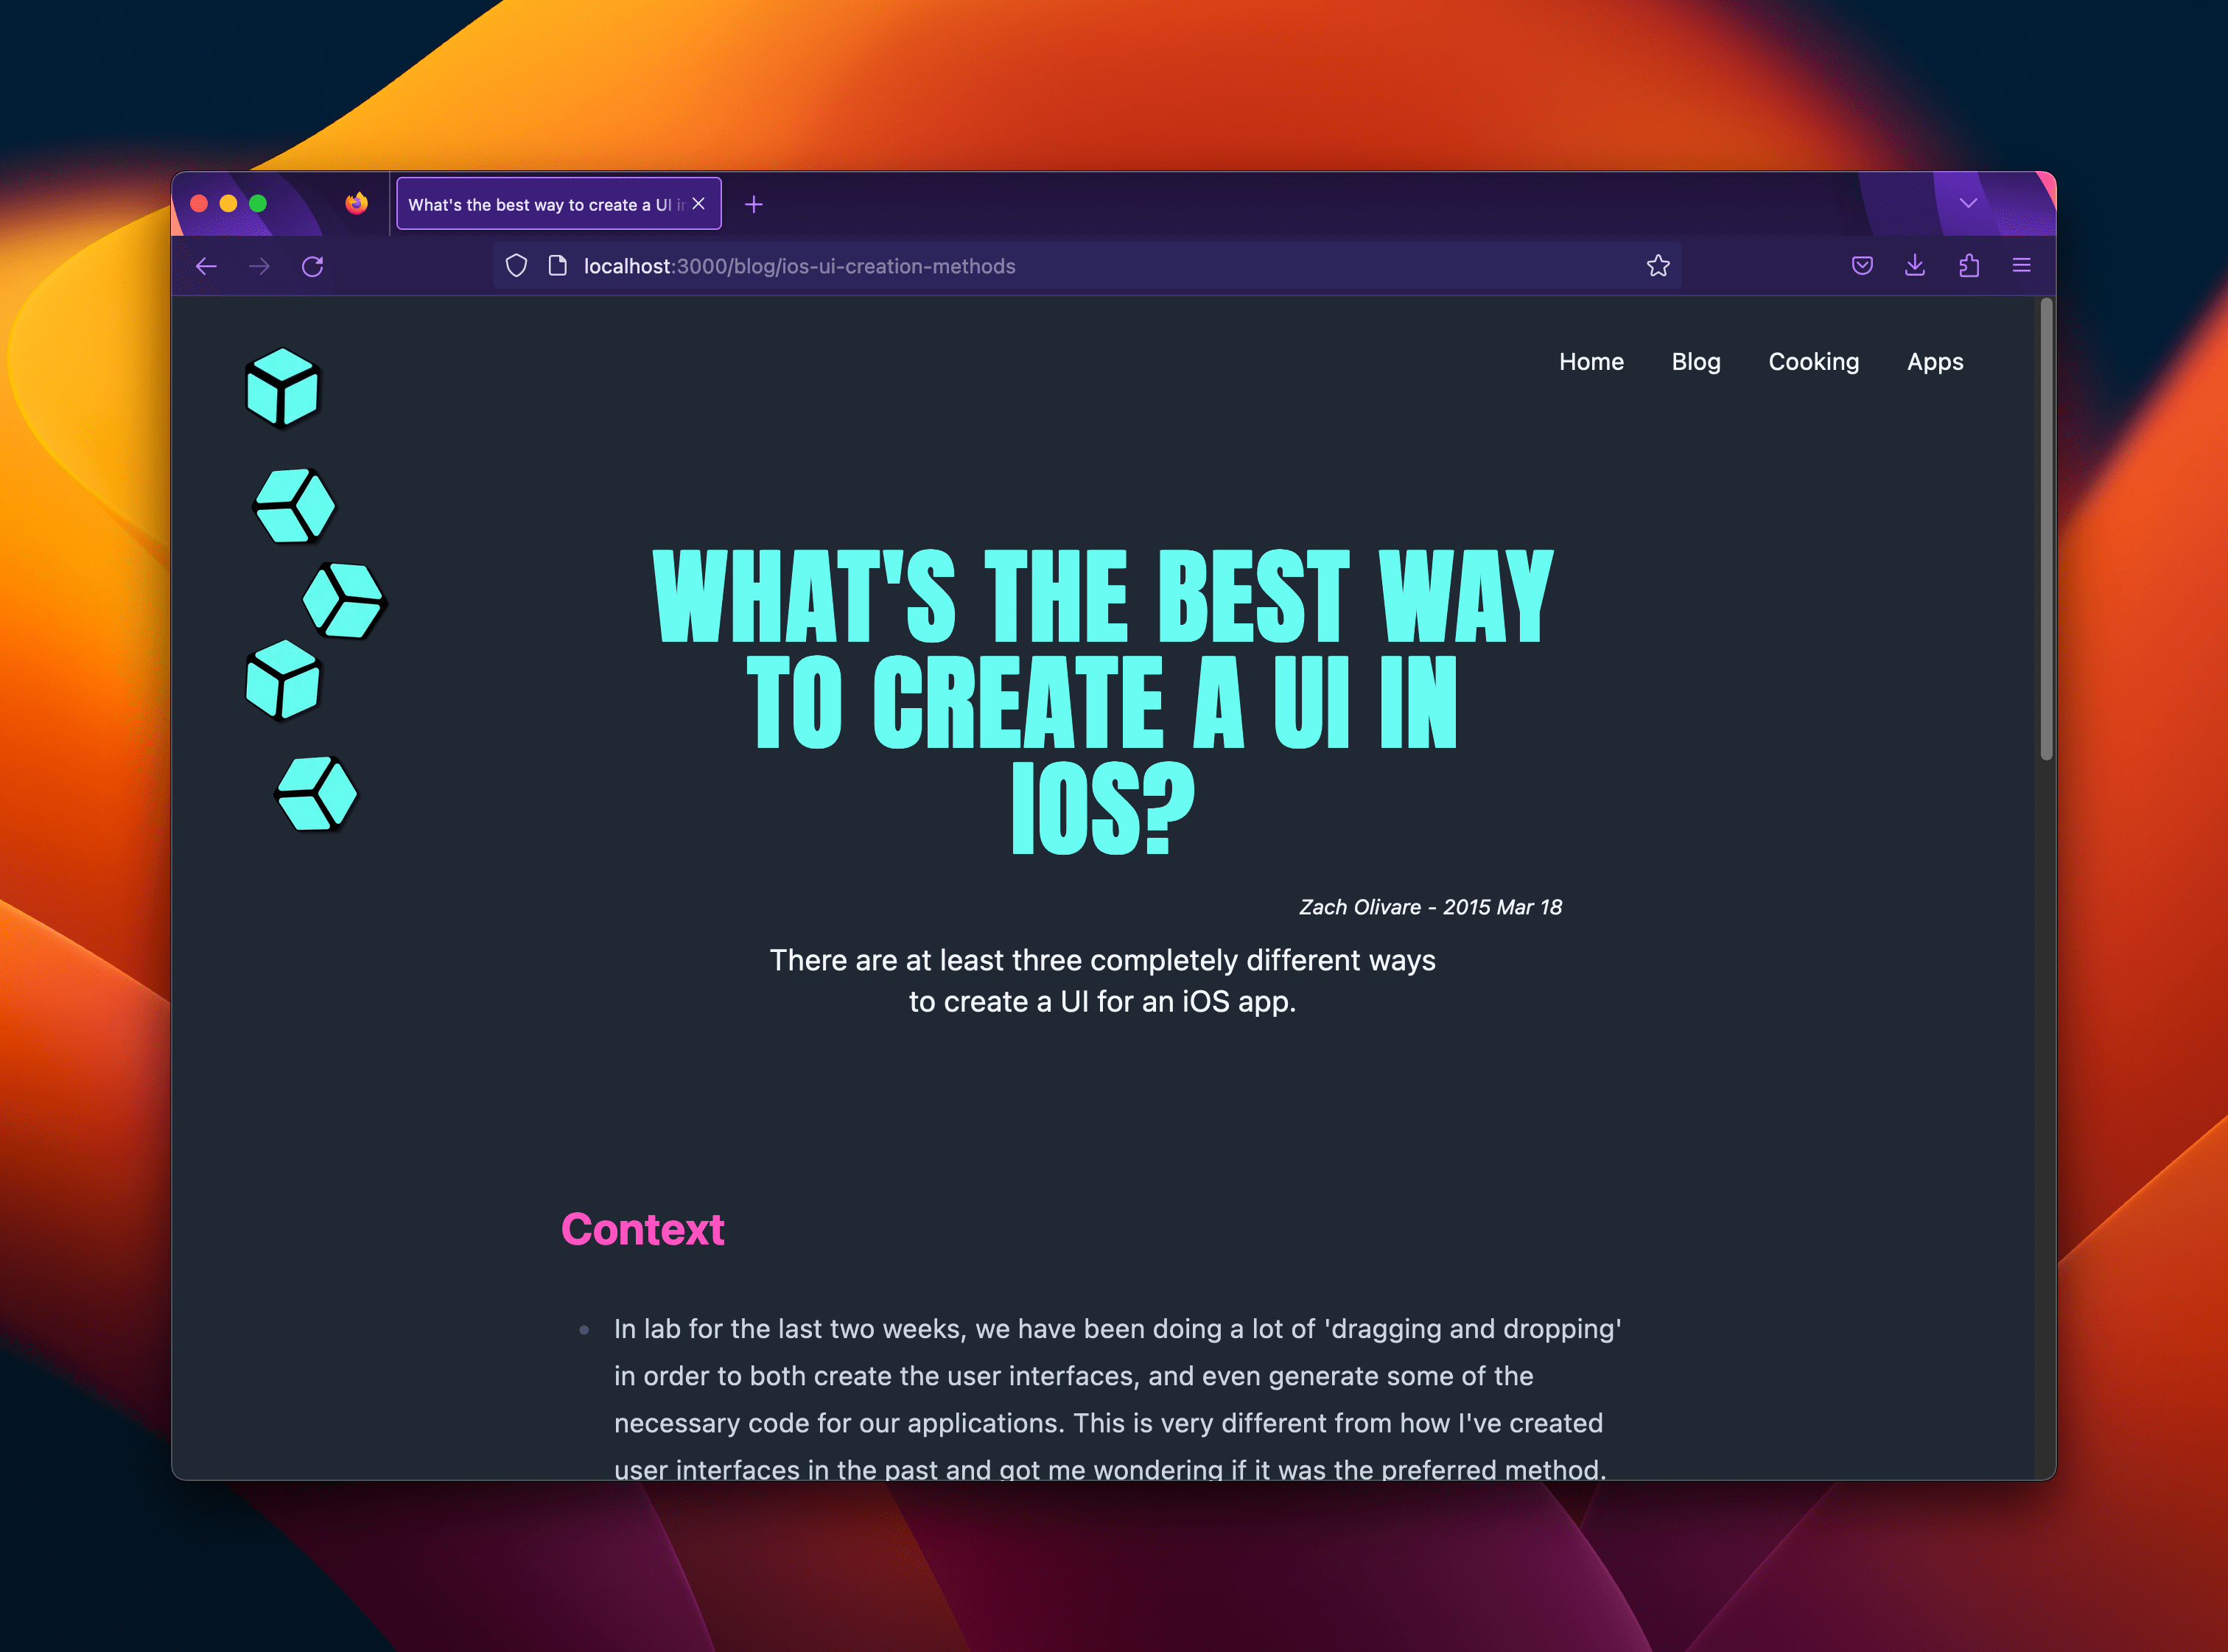 What's the best way to create a UI
localhost:3000/blog/ios-ui-creation-methods
Home Blog Cooking Apps
WHAT'S THE BEST WAY
TO CREATE A UI IN
IOS?
Zach Olivare - 2015 Mar 18
There are at least three completely different ways
to create a UI for an iOS app.
Context
In lab for the last two weeks, we have been doing a lot of 'dragging and dropping'
in order to both create the user interfaces, and even generate some of the
necessary code for our applications. This is very different from how I've created
user interfaces in the past and got me wondering if it was the preferred method.